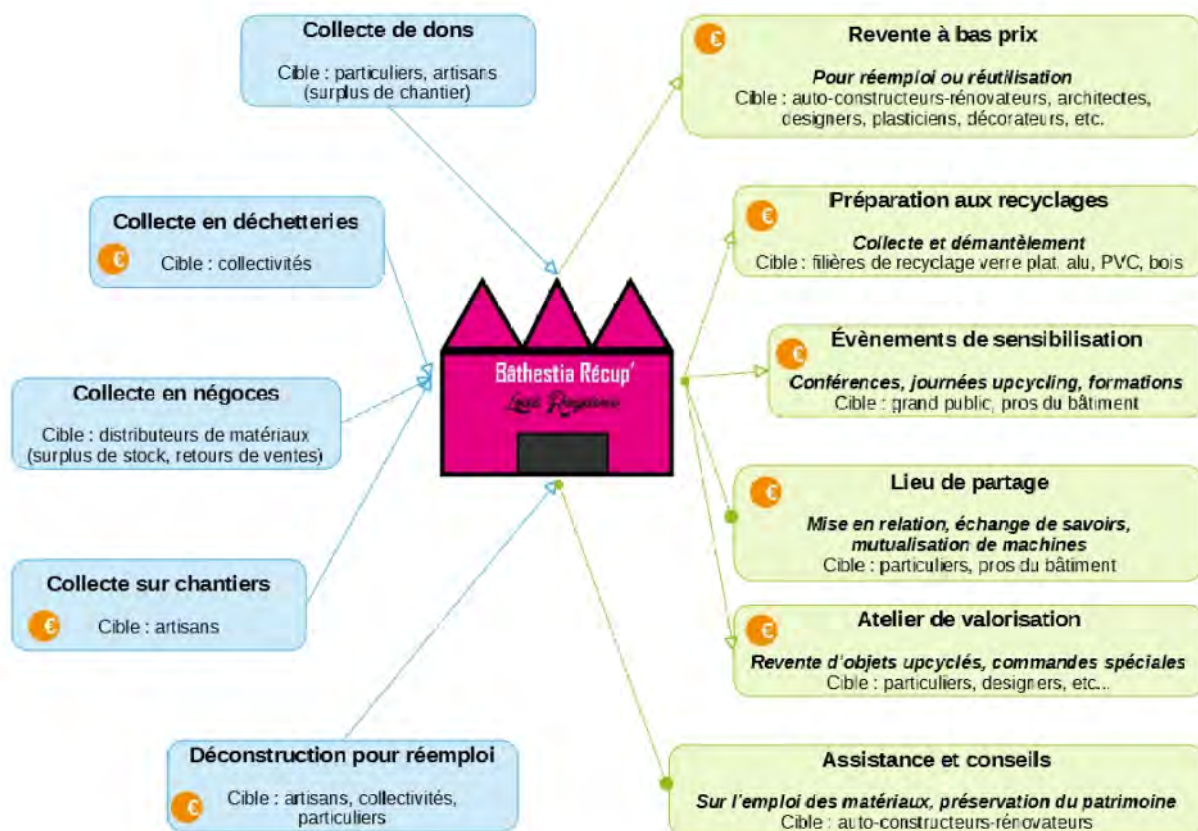 Collecte de dons
Cible : particuliers, artisans
(surplus de chantier)
Collecte en déchetteries
€
Cible : collectivités
Collecte en négoces
Cible : distributeurs de matériaux
(surplus de stock, retours de ventes)
Collecte sur chantiers
€
Cible : artisans
Déconstruction pour réemploi
€
Cible : artisans, collectivités,
particuliers
Bâthestia Récup'
€
Revente à bas prix
Pour réemploi ou réutilisation
Cible : auto-constructeurs-rénovateurs, architectes,
designers, plasticiens, décorateurs, etc.
€
Préparation aux recyclages
Collecte et démantèlement
Cible : filières de recyclage verre plat, alu, PVC, bois
€
Évènements de sensibilisation
Conférences, journées upcycling, formations
Cible : grand public, pros du bâtiment
€
Lieu de partage
Mise en relation, échange de savoirs,
mutualisation de machines
Cible : particuliers, pros du bâtiment
€
Atelier de valorisation
Revente d'objets upcyclés, commandes spéciales
Cible : particuliers, designers, etc...
Assistance et conseils
Sur l'emploi des matériaux, préservation du patrimoine
Cible : auto-constructeurs-rénovateurs